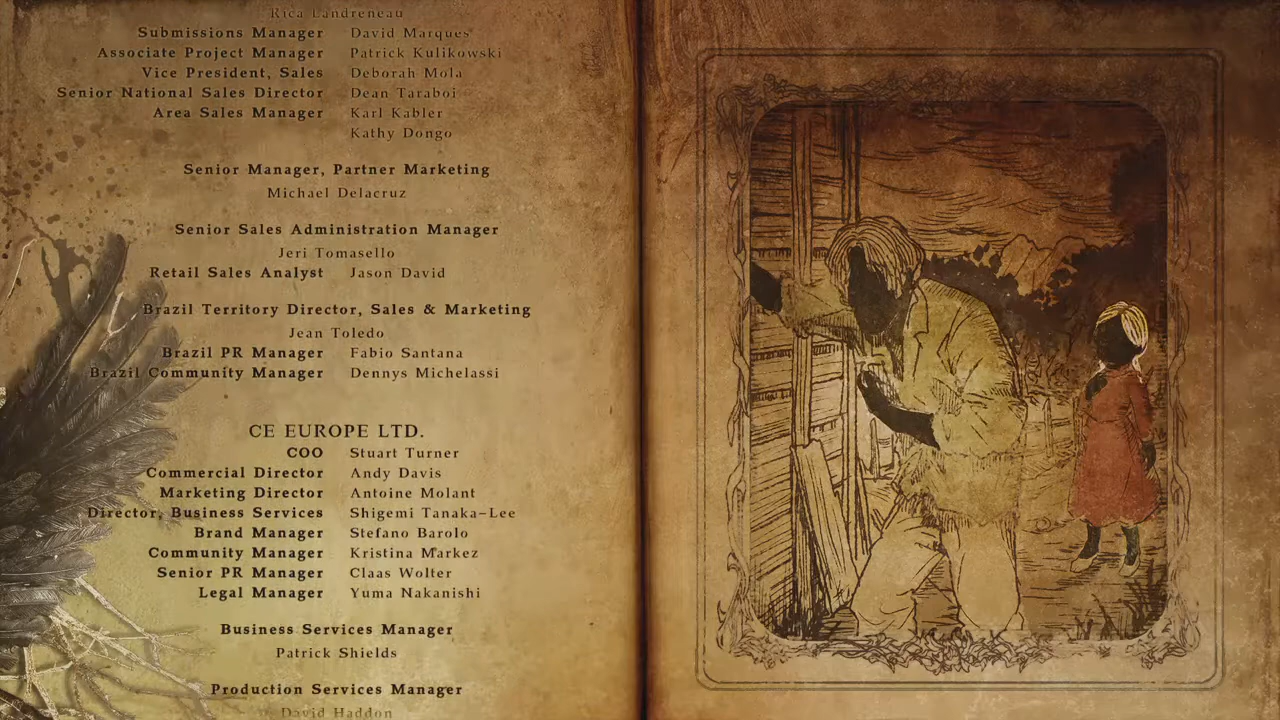 Rica Landreneau
Submissions Manager David Marques
Associate Project Manager Patrick Kulikowski
Vice President, Sales Deborah Mola
Senior National Sales Director Dean Taraboi
Area Sales Manager Karl Kabler
Kathy Dongo
Senior Manager, Partner Marketing
Michael Delacruz
Senior Sales Administration Manager
Jeri Tomasello
Retail Sales Analyst Jason David
Brazil Territory Director, Sales & Marketing
Jean Toledo
Brazil PR Manager Fabio Santana
Brazil Community Manager Dennys Michelassi
CE EUROPE LTD.
COO Stuart Turner
Commercial Director Andy Davis
Marketing Director Antoine Molant
Director, Business Services Shigemi Tanaka-Lee
Brand Manager Stefano Barolo
Community Manager Kristina Markez
Senior PR Manager Claas Wolter
Legal Manager Yuma Nakanishi
Business Services Manager
Patrick Shields
Production Services Manager
David Haddon